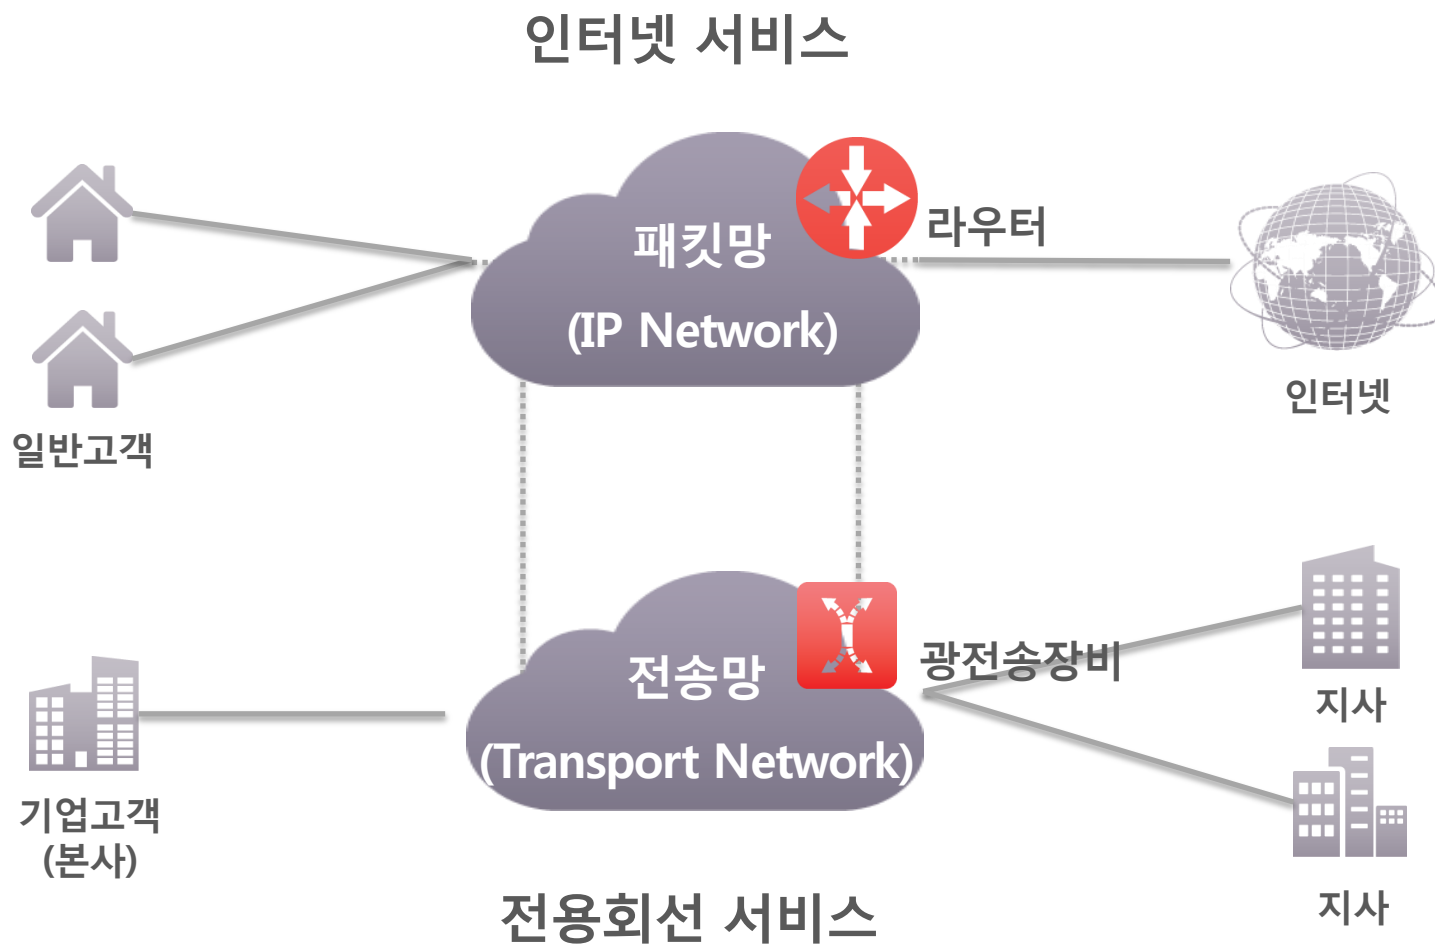 인터넷 서비스
패킷망
(IP Network)
라우터
인터넷
일반고객
전송망
(Transport Network)
광전송장비
지사
기업고객
(본사)
지사
전용회선 서비스